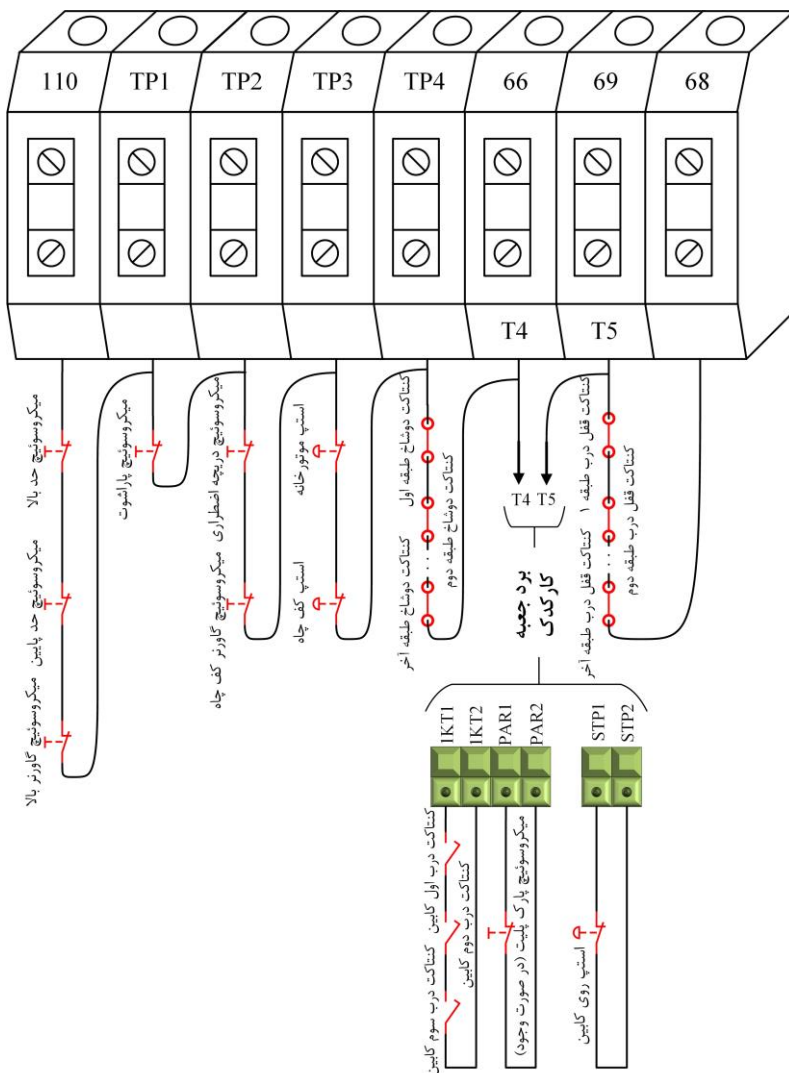 110
TP1
TP2
TP3
TP4
66
69
68
T4
T5
میکروسوئیچ حد بالا
میکروسوئیچ حد پایین
میکروسوئیچ گاورنر بالا
میکروسوئیچ پاراشوت
میکروسوئیچ دریچه اضطراری
میکروسوئیچ گاورنر کف چاه
استپ موتورخانه
استپ کف چاه
کنتاکت دوشاخ طبقه اول
کنتاکت دوشاخ طبقه دوم
کنتاکت دوشاخ طبقه آخر
T4
T5
برد جعبه
کارکدک
کنتاکت قفل درب طبقه ۱
کنتاکت قفل درب طبقه دوم
کنتاکت قفل درب طبقه آخر
1KT1
1KT2
PAR1
PAR2
STP1
STP2
کنتاکت درب اول کابین
کنتاکت درب دوم کابین
کنتاکت درب سوم کابین
میکروسوئیچ پارک پلیت (در صورت وجود)
استپ روی کابین